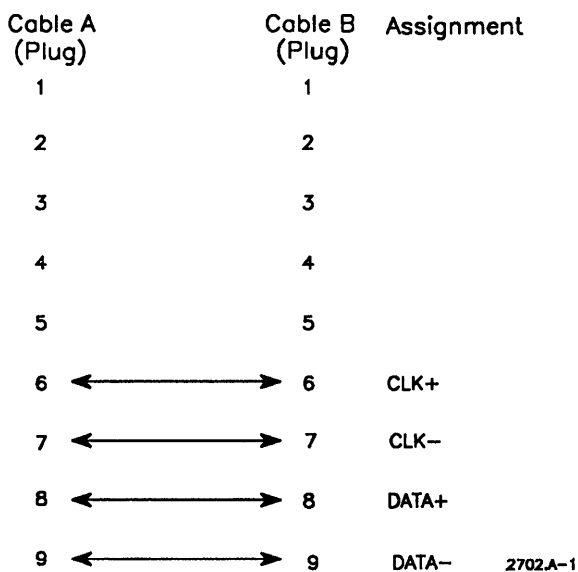 Cable A Cable B Assignment
(Plug) (Plug)
1 1
2 2
3 3
4 4
5 5
6 6 CLK+
7 7 CLK−
8 8 DATA+
9 9 DATA− 2702.A−1